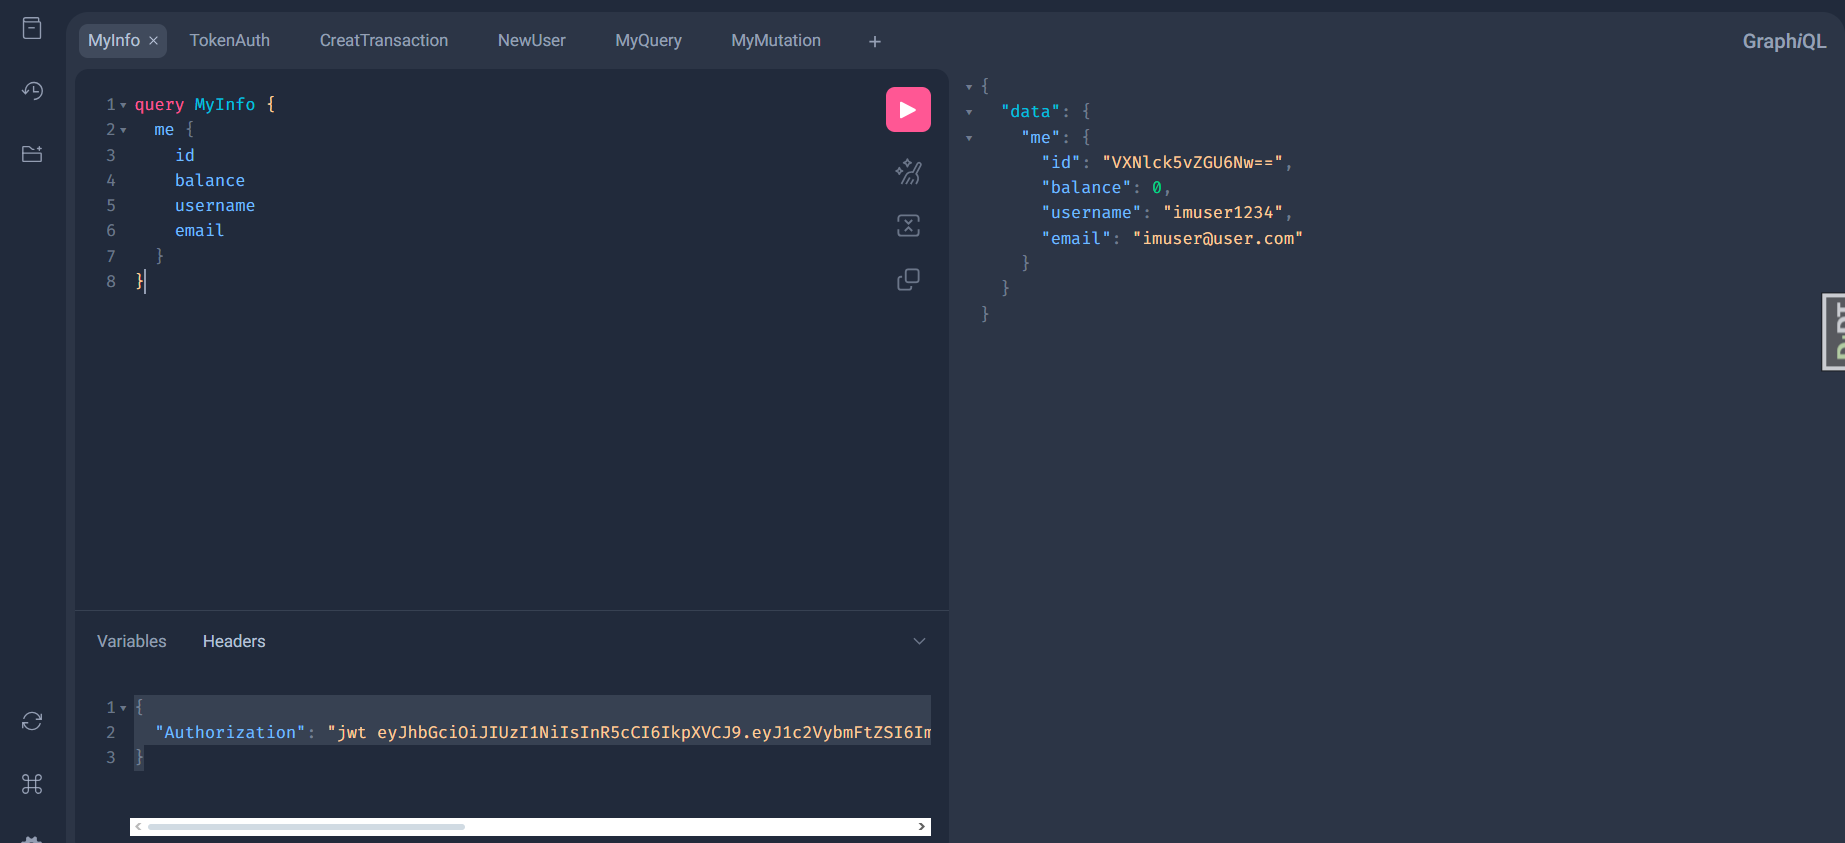 MyInfo × TokenAuth CreatTransaction NewUser MyQuery MyMutation +
GraphiQL
1 query MyInfo {
2 me {
3 id
4 balance
5 username
6 email
7 }
8 }
{
"data": {
"me": {
"id": "VXNlck5vZGU6Nw==",
"balance": 0,
"username": "imuser1234",
"email": "imuser@user.com"
}
}
}
DjDT
Variables Headers
1 {
2 "Authorization": "jwt eyJhbGciOiJIUzI1NiIsInR5cCI6IkpXVCJ9.eyJ1c2VybmFtZSI6Im
3 }